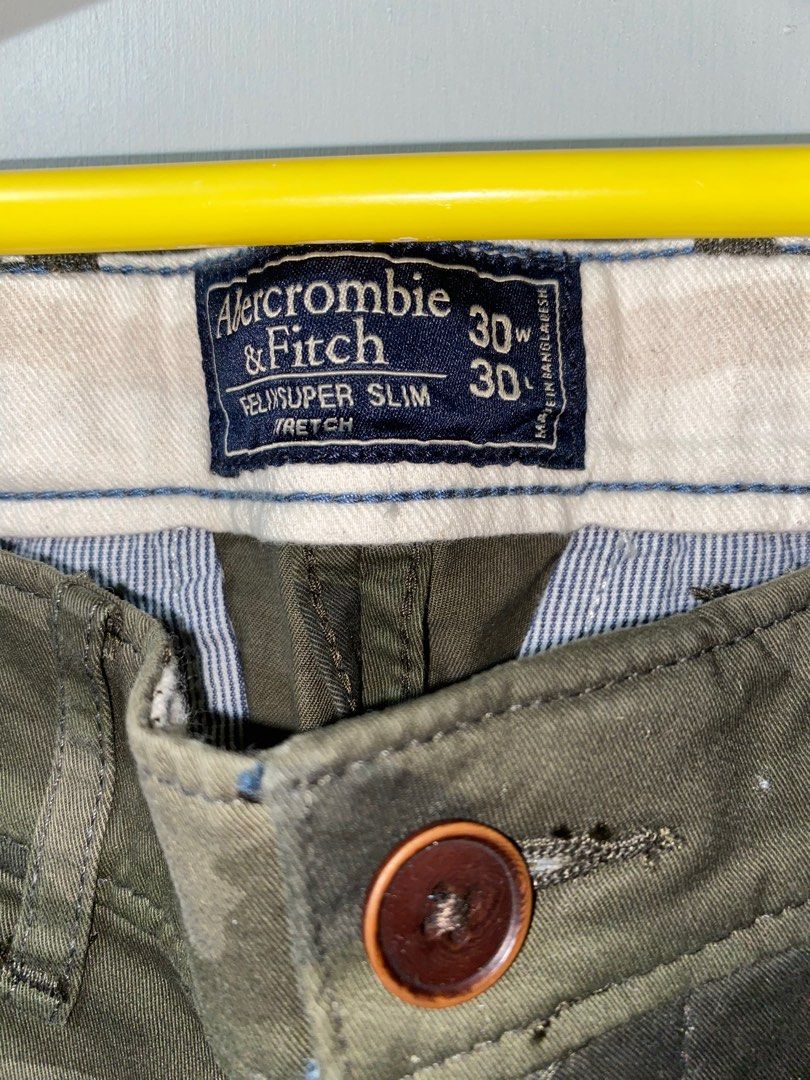 Abercrombie
& Fitch
FELIX SUPER SLIM
STRETCH
30W
30L
MADE IN BANGLADESH